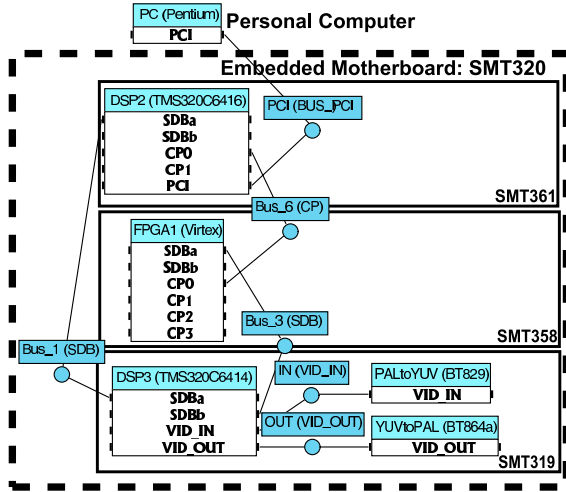 PC (Pentium)
PCI
Personal Computer
Embedded Motherboard: SMT320
DSP2 (TMS320C6416)
SDBa
SDBb
CP0
CP1
PCI
PCI (BUS_)PCI
SMT361
Bus_6 (CP)
FPGA1 (Virtex)
SDBa
SDBb
CP0
CP1
CP2
CP3
Bus_3 (SDB)
SMT358
Bus_1 (SDB)
DSP3 (TMS320C6414)
SDBa
SDBb
VID_IN
VID_OUT
IN (VID_IN)
OUT (VID_OUT)
PALtoYUV (BT829)
VID_IN
YUVtoPAL (BT864a)
VID_OUT
SMT319